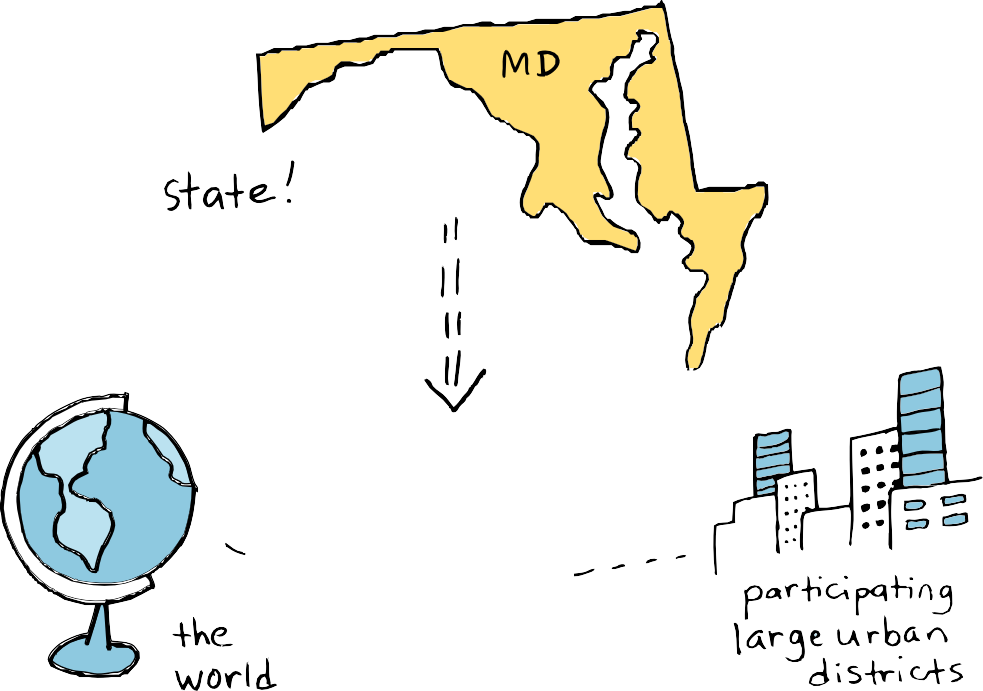 MD
state!
the
world
participating
large urban
districts